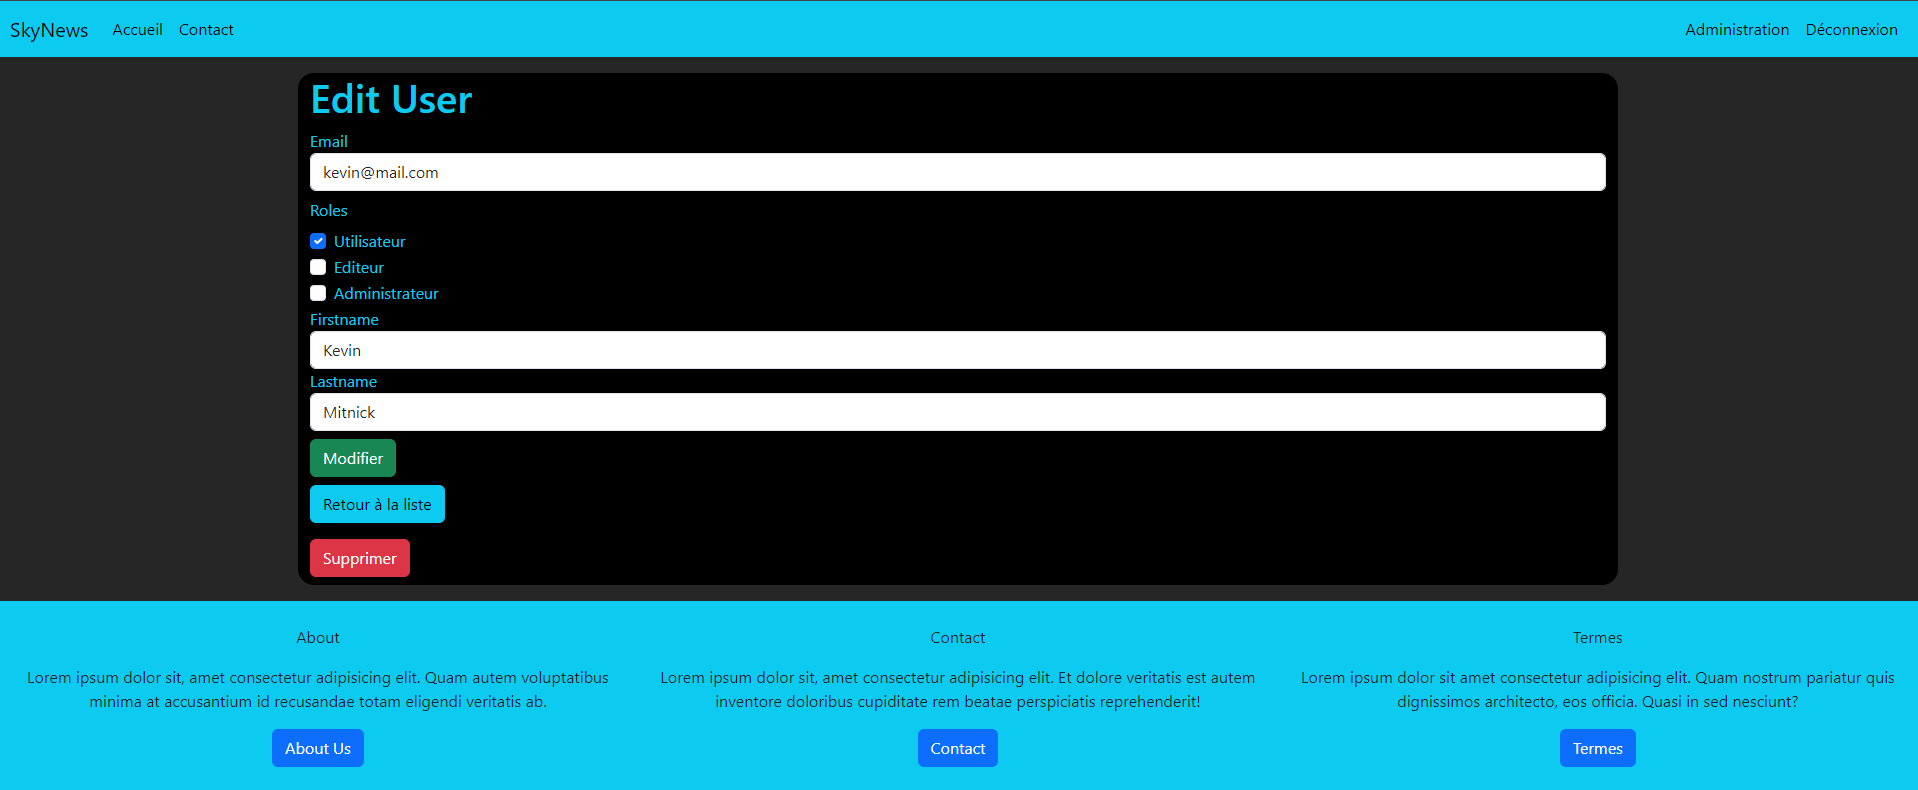 SkyNews Accueil Contact Administration Déconnexion
Edit User
Email
kevin@mail.com
Roles
Utilisateur
Editeur
Administrateur
Firstname
Kevin
Lastname
Mitnick
Modifier
Retour à la liste
Supprimer
About
Lorem ipsum dolor sit, amet consectetur adipisicing elit. Quam autem voluptatibus
minima at accusantium id recusandae totam eligendi veritatis ab.
About Us
Contact
Lorem ipsum dolor sit, amet consectetur adipisicing elit. Et dolore veritatis est autem
inventore doloribus cupiditate rem beatae perspiciatis reprehenderit!
Contact
Termes
Lorem ipsum dolor sit amet consectetur adipisicing elit. Quam nostrum pariatur quis
dignissimos architecto, eos officia. Quasi in sed nesciunt?
Termes